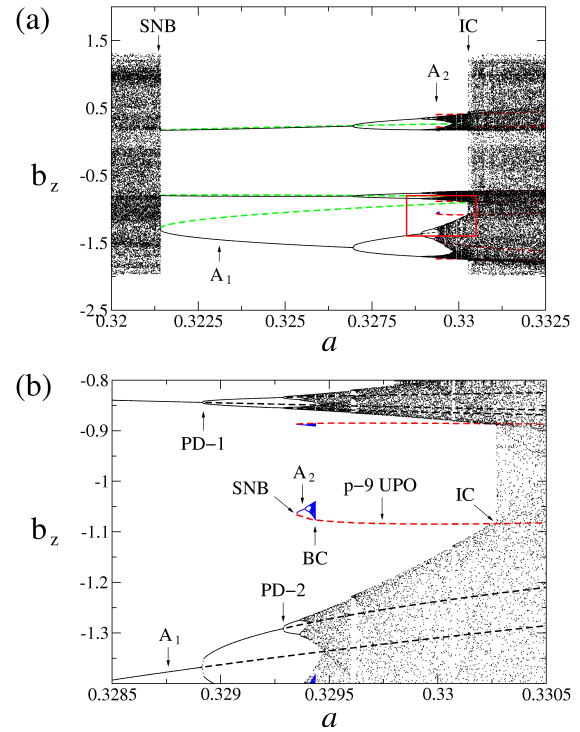 (a)
SNB
IC
1.5
0.5
-0.5
-1.5
-2.5
b z
A 2
A 1
0.32
0.3225
0.325
0.3275
0.33
0.3325
a
(b)
-0.8
-0.9
-1
-1.1
-1.2
-1.3
b z
PD-1
A 2
SNB
p-9 UPO
IC
BC
PD-2
A 1
0.3285
0.329
0.3295
0.33
0.3305
a